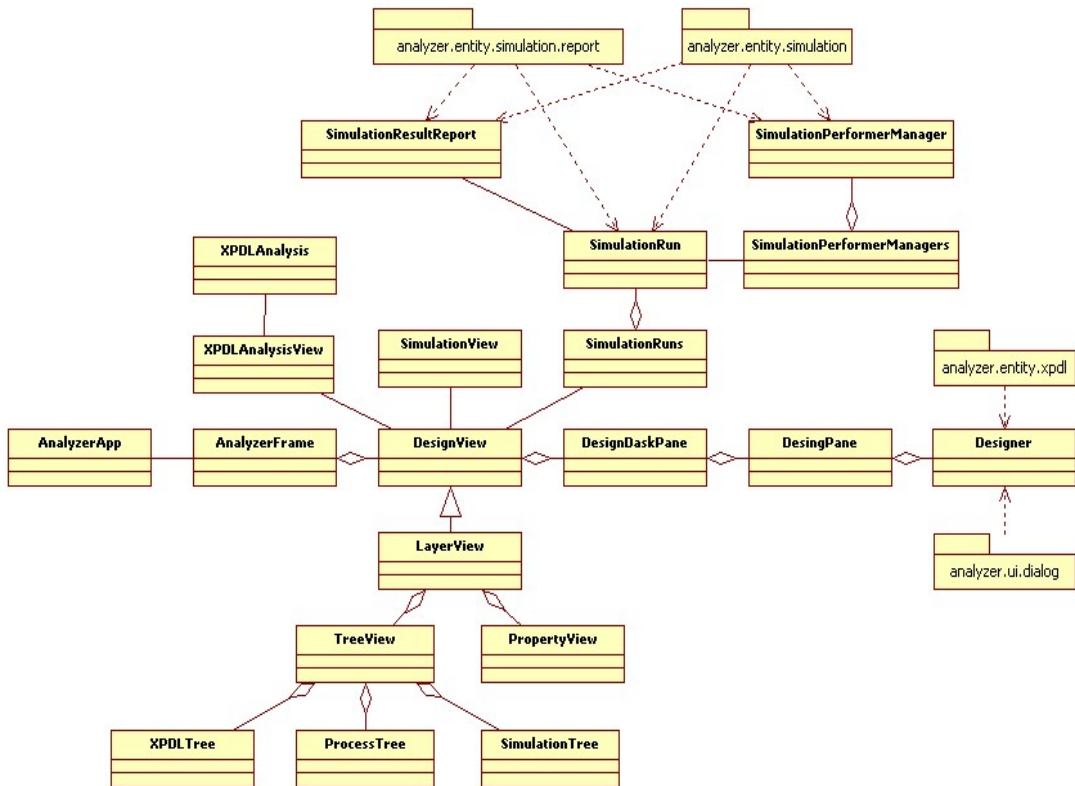 analyzer.entity.simulation.report
analyzer.entity.simulation
SimulationResultReport
SimulationPerformerManager
SimulationRun
SimulationPerformerManagers
XPDLAnalysis
XPDLAnalysisView
SimulationView
SimulationRuns
analyzer.entity.xpdl
AnalyzerApp
AnalyzerFrame
DesignView
DesignDaskPane
DesingPane
Designer
LayerView
analyzer.ui.dialog
TreeView
PropertyView
XPDLTree
ProcessTree
SimulationTree